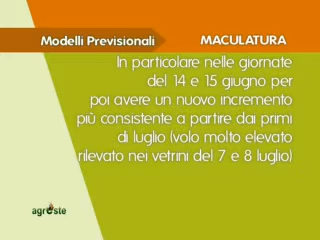 Modelli Previsionali
MACULATURA
In particolare nelle giornate
del 14 e 15 giugno per
poi avere un nuovo incremento
più consistente a partire dai primi
di luglio (volo molto elevato
rilevato nei vetrini del 7 e 8 luglio)
agroste